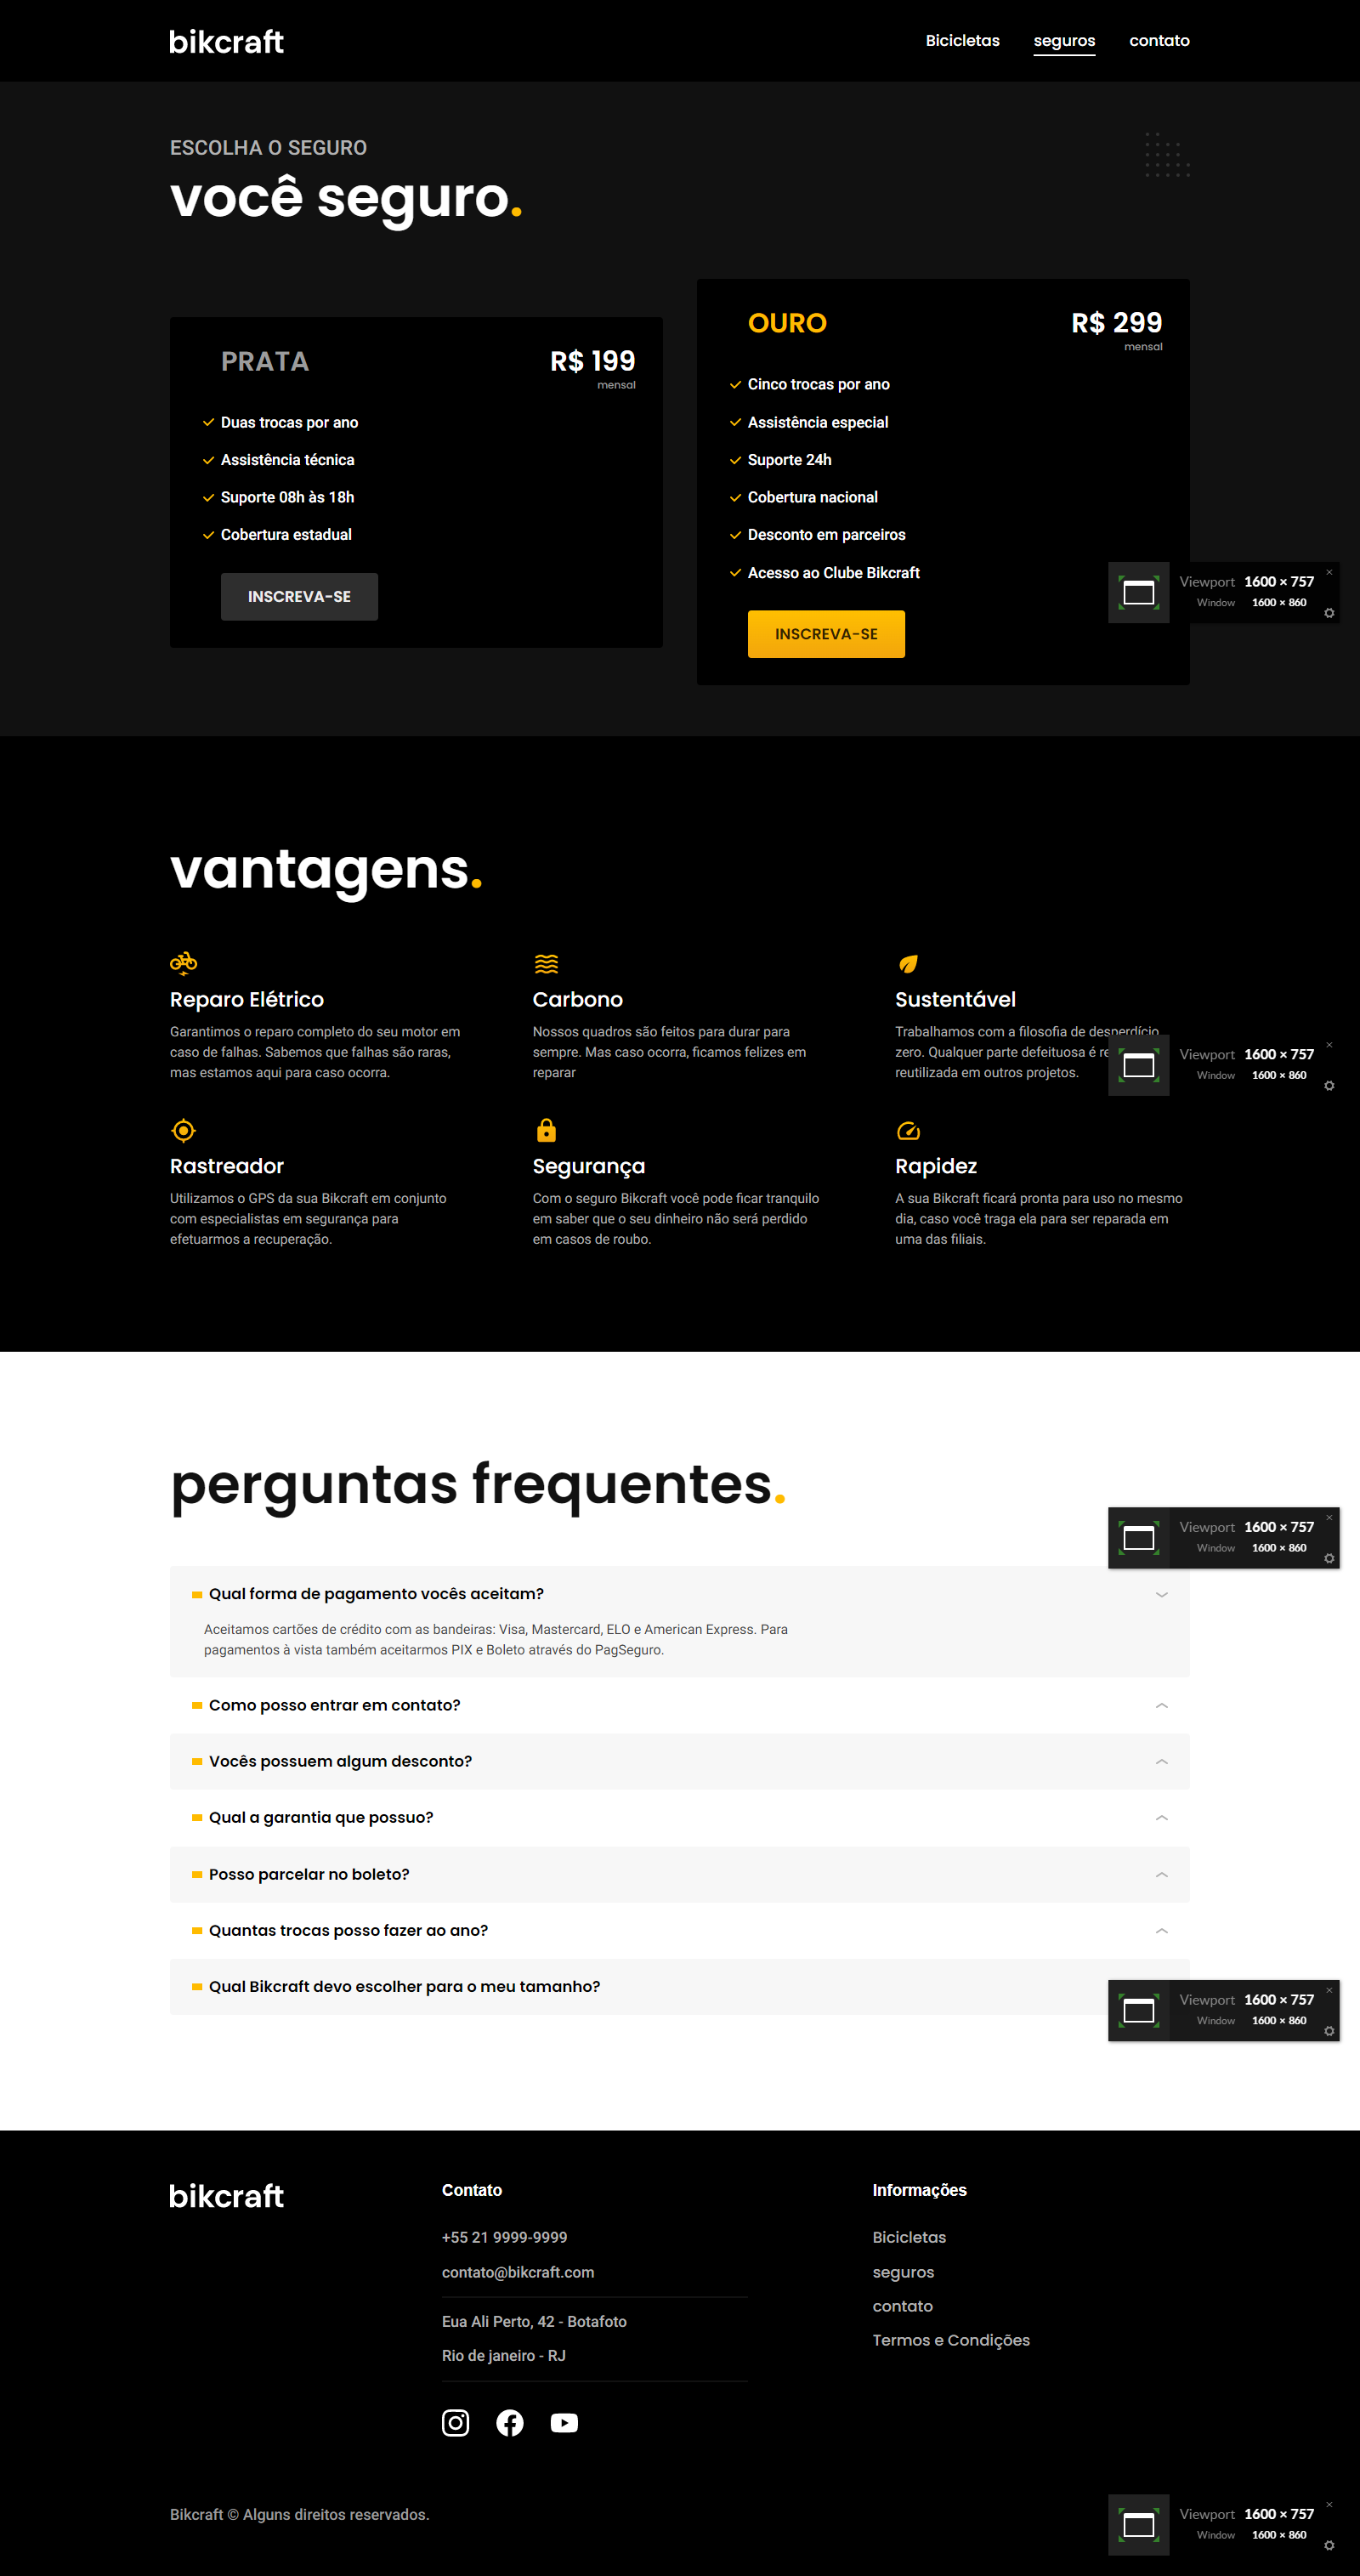 bikcraft
Bicicletas
seguros
contato
ESCOLHA O SEGURO
você seguro.
PRATA
R$ 199
mensal
Duas trocas por ano
Assistência técnica
Suporte 08h às 18h
Cobertura estadual
INSCREVA-SE
OURO
R$ 299
mensal
Cinco trocas por ano
Assistência especial
Suporte 24h
Cobertura nacional
Desconto em parceiros
Acesso ao Clube Bikcraft
INSCREVA-SE
Viewport 1600 × 757
Window 1600 × 860
vantagens.
Reparo Elétrico
Garantimos o reparo completo do seu motor em
caso de falhas. Sabemos que falhas são raras,
mas estamos aqui para caso ocorra.
Carbono
Nossos quadros são feitos para durar para
sempre. Mas caso ocorra, ficamos felizes em
reparar
Sustentável
Trabalhamos com a filosofia de desperdício
zero. Qualquer parte defeituosa é
reutilizada em outros projetos.
Viewport 1600 × 757
Window 1600 × 860
Rastreador
Utilizamos o GPS da sua Bikcraft em conjunto
com especialistas em segurança para
efetuarmos a recuperação.
Segurança
Com o seguro Bikcraft você pode ficar tranquilo
em saber que o seu dinheiro não será perdido
em casos de roubo.
Rapidez
A sua Bikcraft ficará pronta para uso no mesmo
dia, caso você traga ela para ser reparada em
uma das filiais.
perguntas frequentes.
Viewport 1600 × 757
Window 1600 × 860
Qual forma de pagamento vocês aceitam?
Aceitamos cartões de crédito com as bandeiras: Visa, Mastercard, ELO e American Express. Para
pagamentos à vista também aceitarmos PIX e Boleto através do PagSeguro.
Como posso entrar em contato?
Vocês possuem algum desconto?
Qual a garantia que possuo?
Posso parcelar no boleto?
Quantas trocas posso fazer ao ano?
Qual Bikcraft devo escolher para o meu tamanho?
Viewport 1600 × 757
Window 1600 × 860
bikcraft
Contato
+55 21 9999-9999
contato@bikcraft.com
Eua Ali Perto, 42 - Botafoto
Rio de janeiro - RJ
Informações
Bicicletas
seguros
contato
Termos e Condições
Bikcraft © Alguns direitos reservados.
Viewport 1600 × 757
Window 1600 × 860